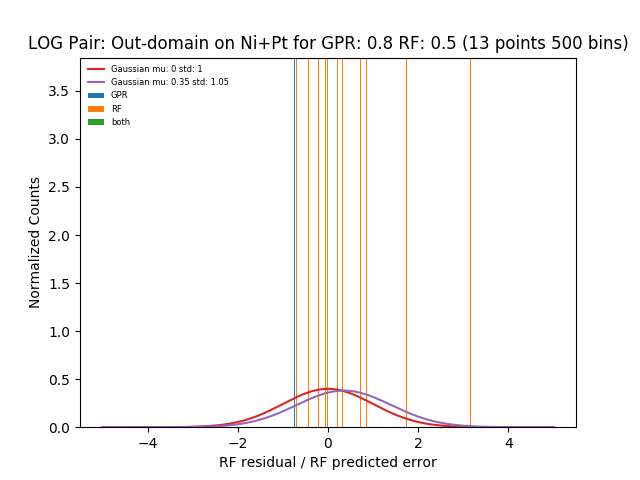 LOG Pair: Out-domain on Ni+Pt for GPR: 0.8 RF: 0.5 (13 points 500 bins)
Gaussian mu: 0 std: 1
Gaussian mu: 0.35 std: 1.05
GPR
RF
both
Normalized Counts
3.5
3.0
2.5
2.0
1.5
1.0
0.5
0.0
−4 −2 0 2 4
RF residual / RF predicted error